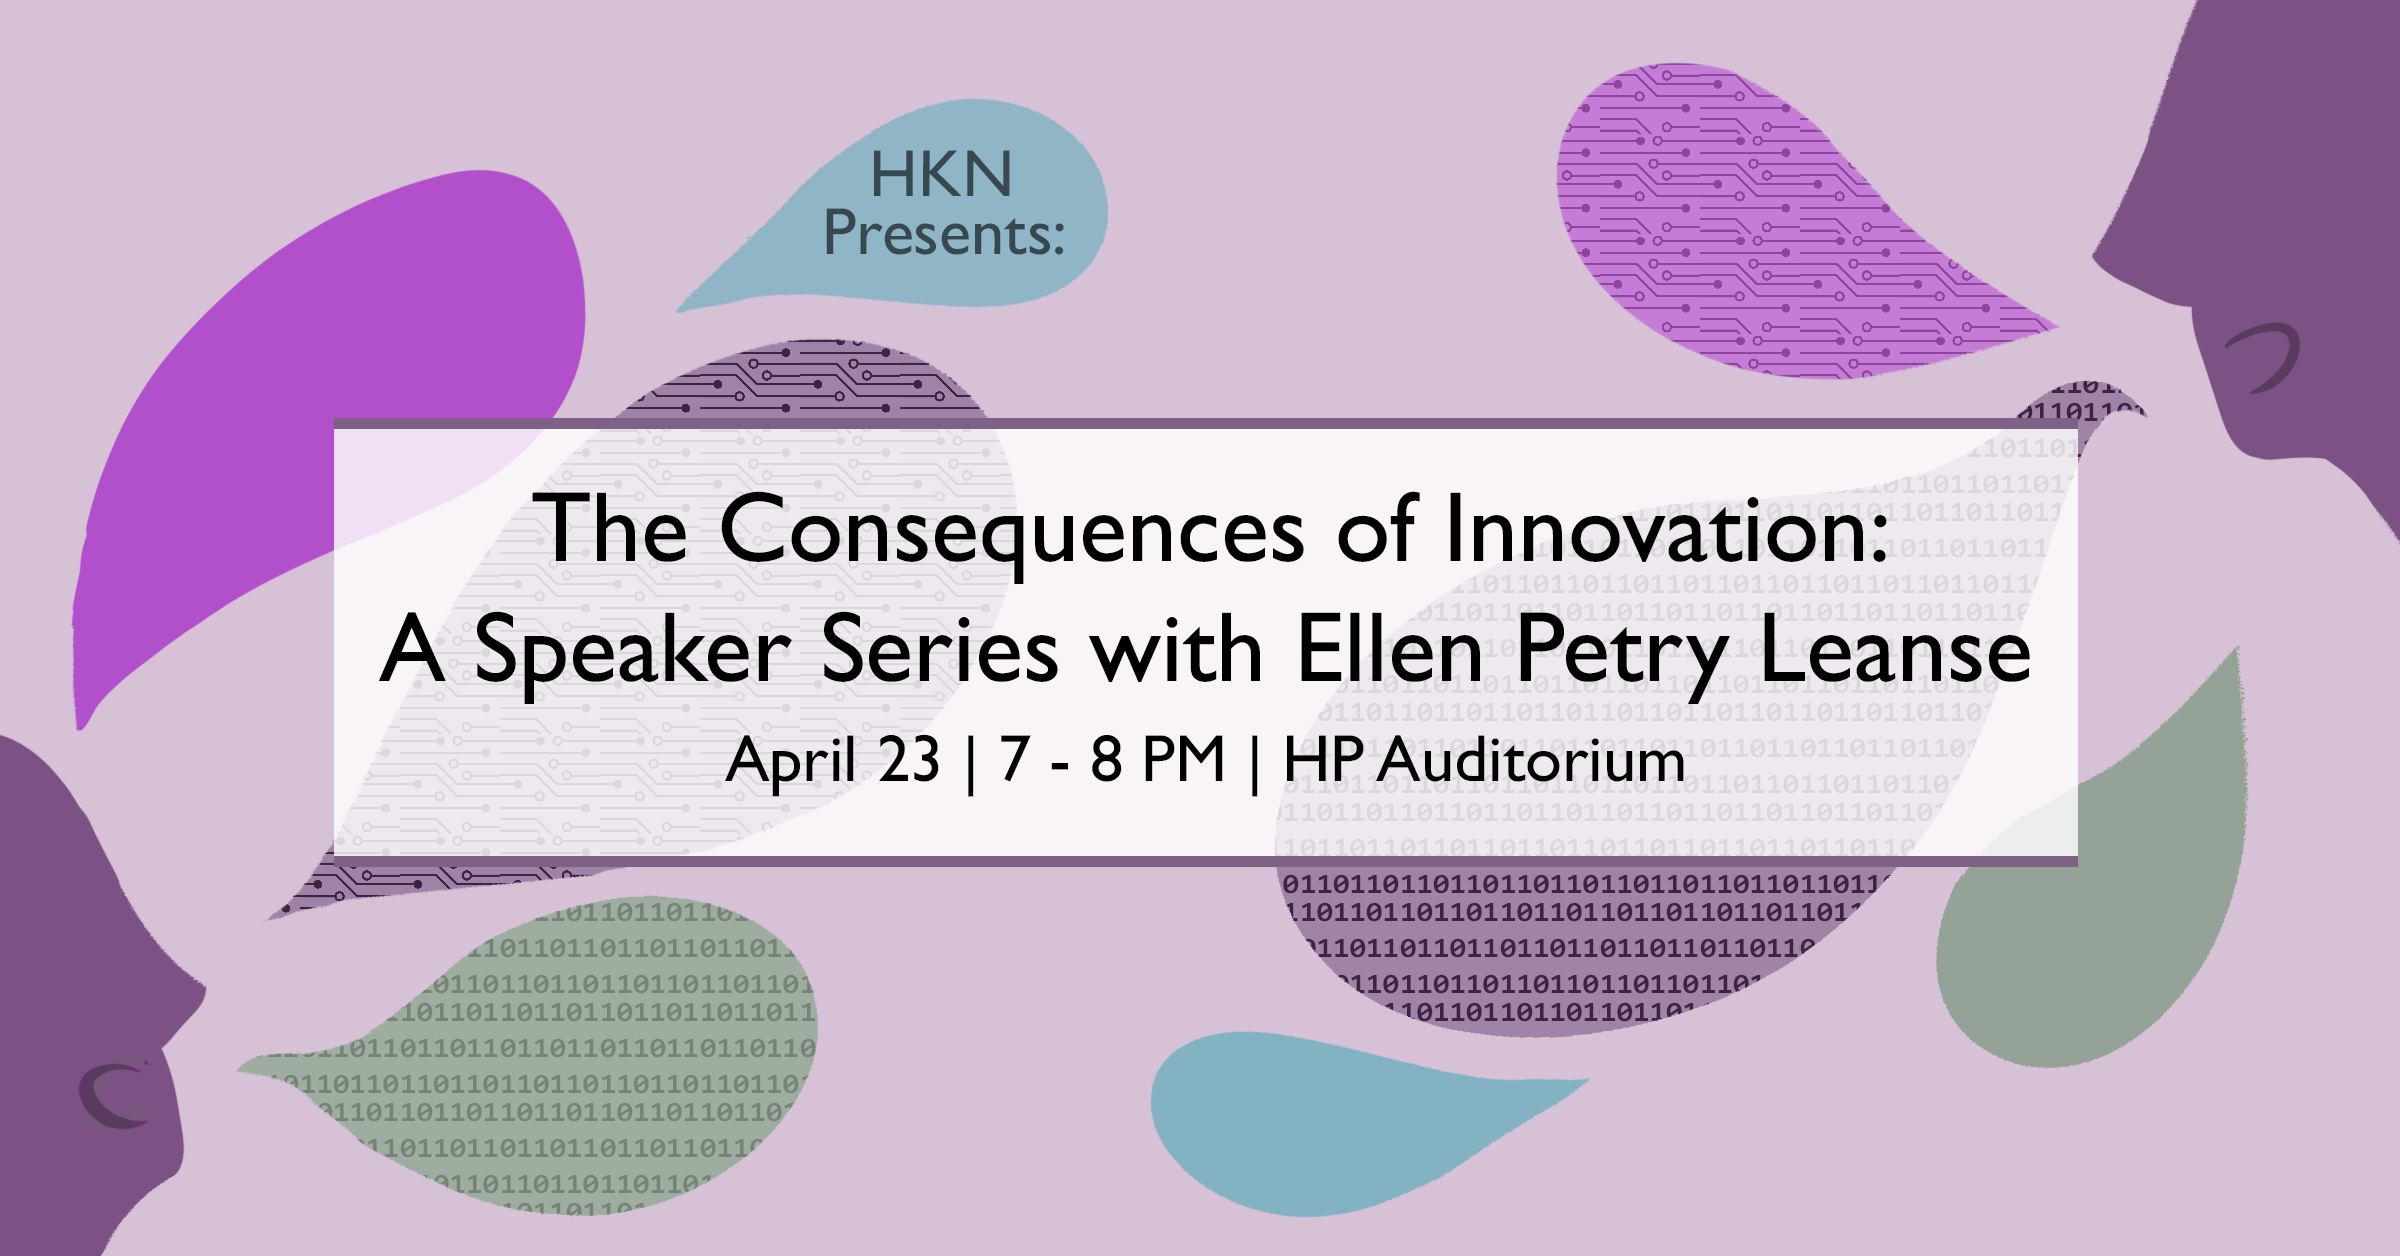 HKN
Presents:
The Consequences of Innovation:
A Speaker Series with Ellen Petry Leanse
April 23 | 7 - 8 PM | HP Auditorium